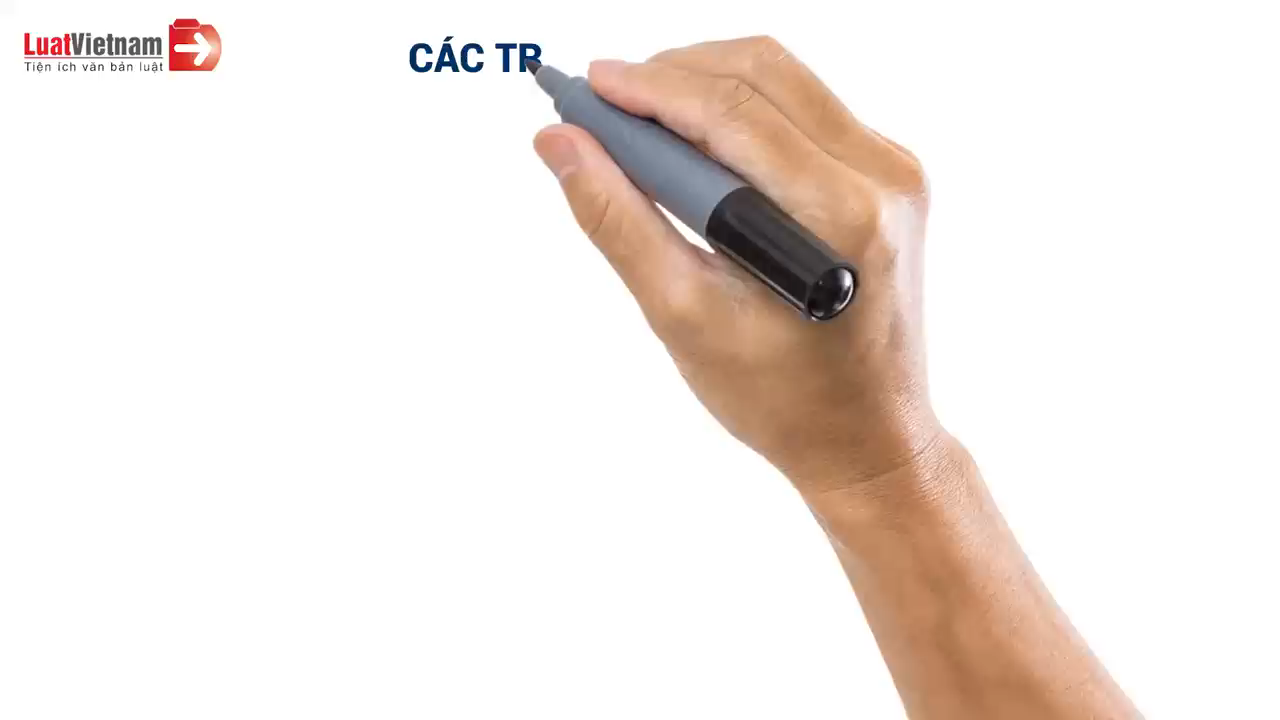 LuatVietnam
Tiện ích văn bản luật
CÁC TR